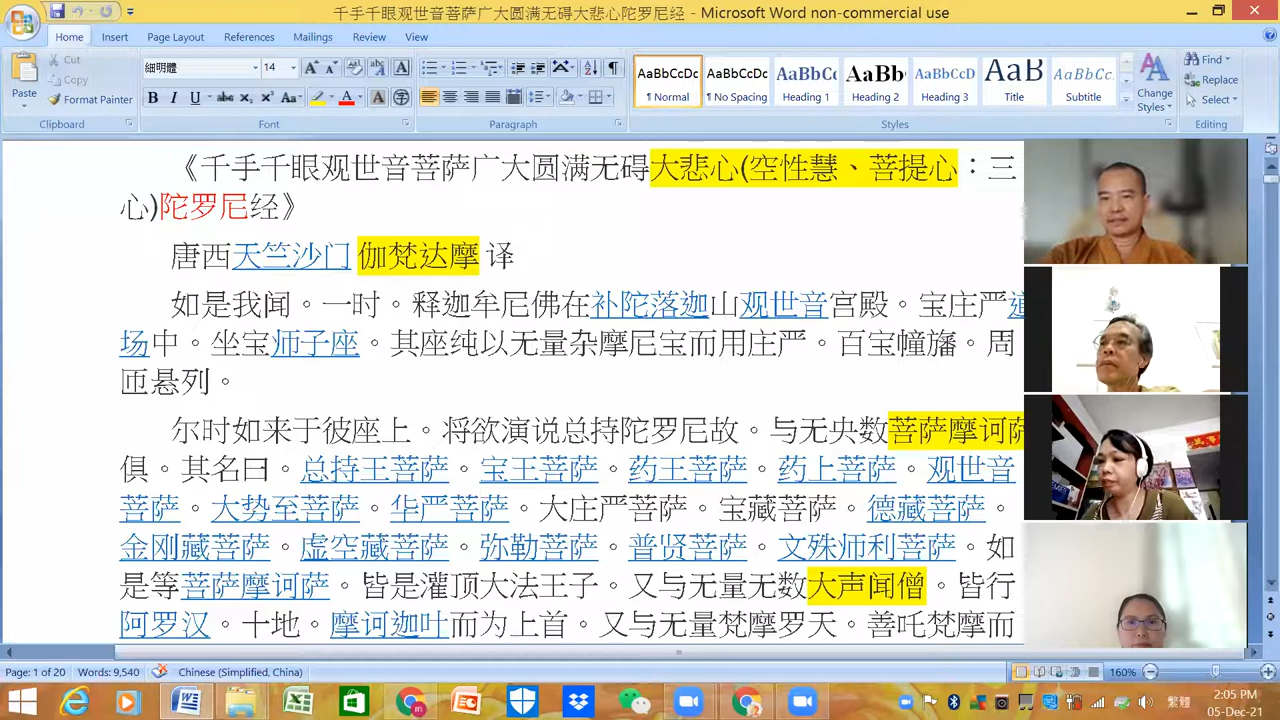 千手千眼观世音菩萨广大圆满无碍大悲心陀罗尼经 - Microsoft Word non-commercial use
Home Insert Page Layout References Mailings Review View
Cut
Copy
Format Painter
Paste
細明體 14
AaBbCcDc AaBbCcDc AaBbCc AaBb AaBbCcD AaB AaBbCc.
¶ Normal ¶ No Spacing Heading 1 Heading 2 Heading 3 Title Subtitle
Change Styles
Find
Replace
Select
Clipboard Font Paragraph Styles Editing
《千手千眼观世音菩萨广大圆满无碍大悲心(空性慧、菩提心：三
心)陀罗尼经》
唐西天竺沙门 伽梵达摩 译
如是我闻。一时。释迦牟尼佛在补陀落迦山观世音宫殿。宝庄严道
场中。坐宝师子座。其座纯以无量杂摩尼宝而用庄严。百宝幢旛。周
匝悬列。
尔时如来于彼座上。将欲演说总持陀罗尼故。与无央数菩萨摩诃萨
俱。其名曰。总持王菩萨。宝王菩萨。药王菩萨。药上菩萨。观世音
菩萨。大势至菩萨。华严菩萨。大庄严菩萨。宝藏菩萨。德藏菩萨。
金刚藏菩萨。虚空藏菩萨。弥勒菩萨。普贤菩萨。文殊师利菩萨。如
是等菩萨摩诃萨。皆是灌顶大法王子。又与无量无数大声闻僧。皆行
阿罗汉。十地。摩诃迦叶而为上首。又与无量梵摩罗天。善吒梵摩而
Page: 1 of 20 Words: 9,540 Chinese (Simplified, China) 160%
繁體
2:05 PM
05-Dec-21